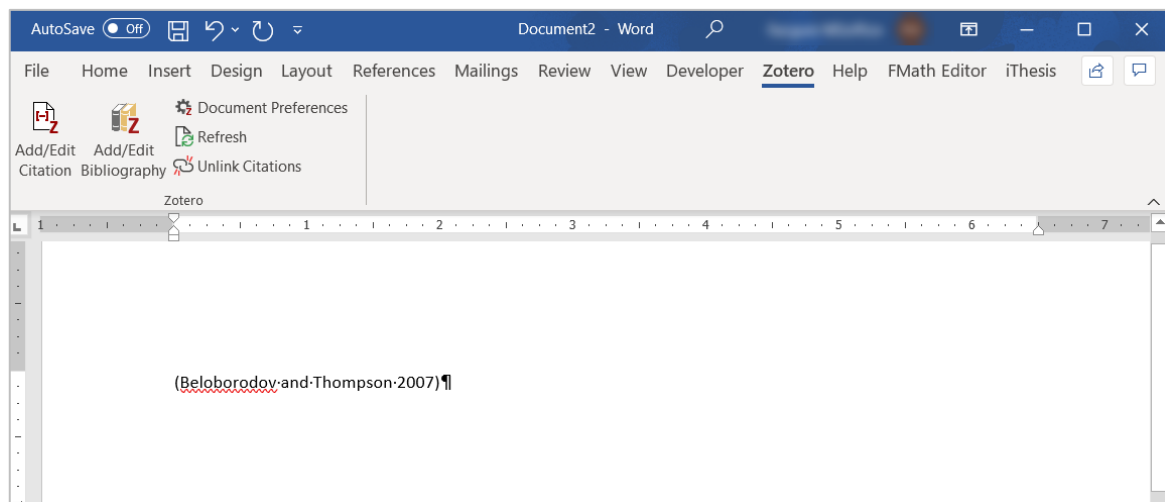 AutoSave Off Document2 - Word
File Home Insert Design Layout References Mailings Review View Developer Zotero Help FMath Editor iThesis
Add/Edit Citation
Add/Edit Bibliography
Document Preferences
Refresh
Unlink Citations
Zotero
1 1 2 3 4 5 6 7
(Beloborodov·and·Thompson·2007)¶